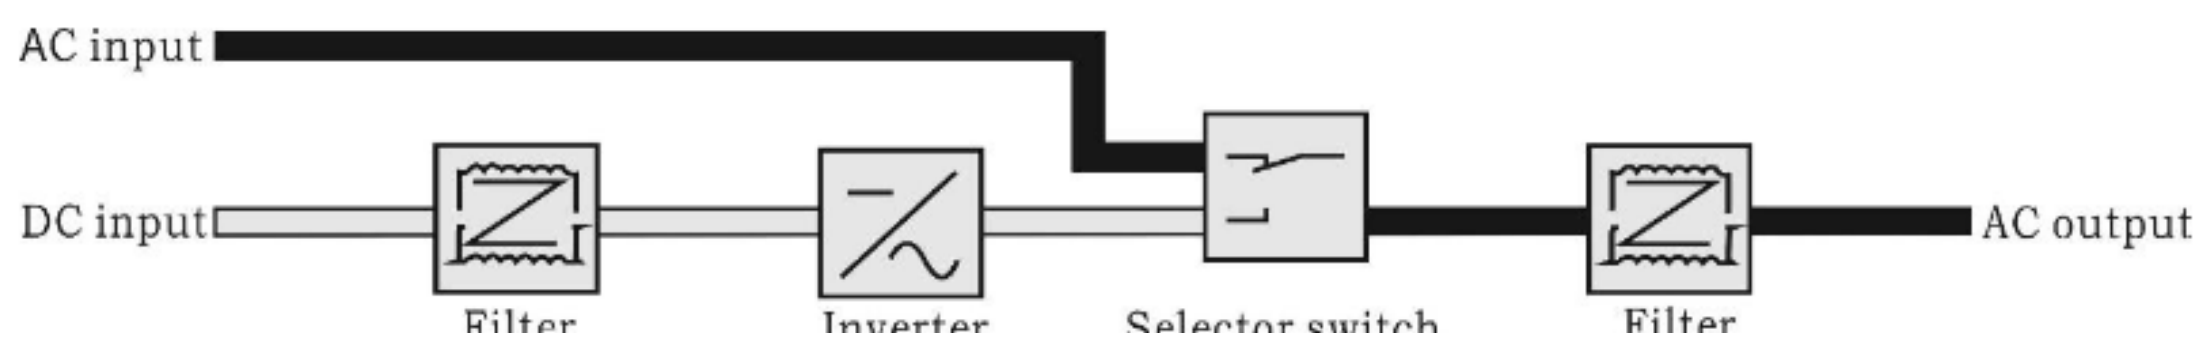 AC input
DC input
AC output
Filter
Inverter
Selector switch
Filter